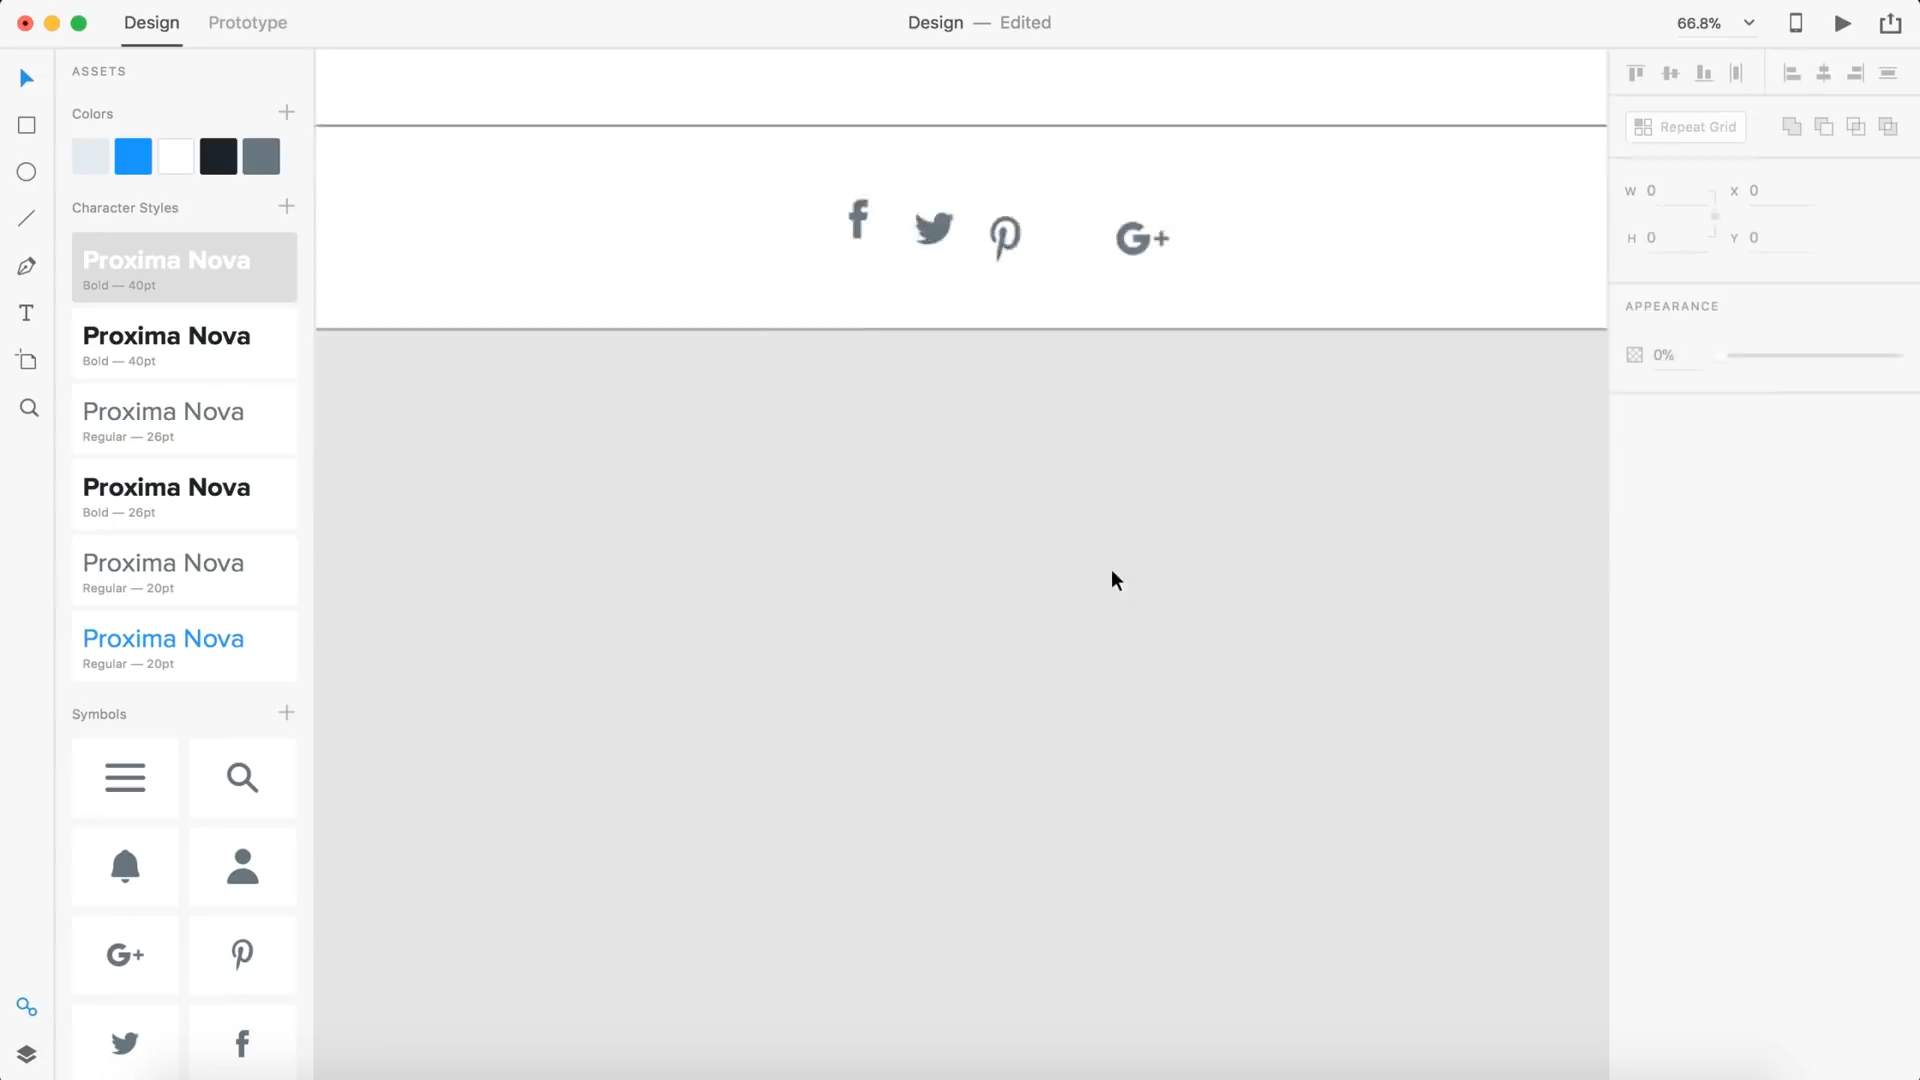 Design Prototype
Design — Edited
66.8%
ASSETS
Colors
Character Styles
Proxima Nova
Bold — 40pt
Proxima Nova
Bold — 40pt
Proxima Nova
Regular — 26pt
Proxima Nova
Bold — 26pt
Proxima Nova
Regular — 20pt
Proxima Nova
Regular — 20pt
Symbols
G+
f
G+
Repeat Grid
W 0 X 0
H 0 Y 0
APPEARANCE
0%